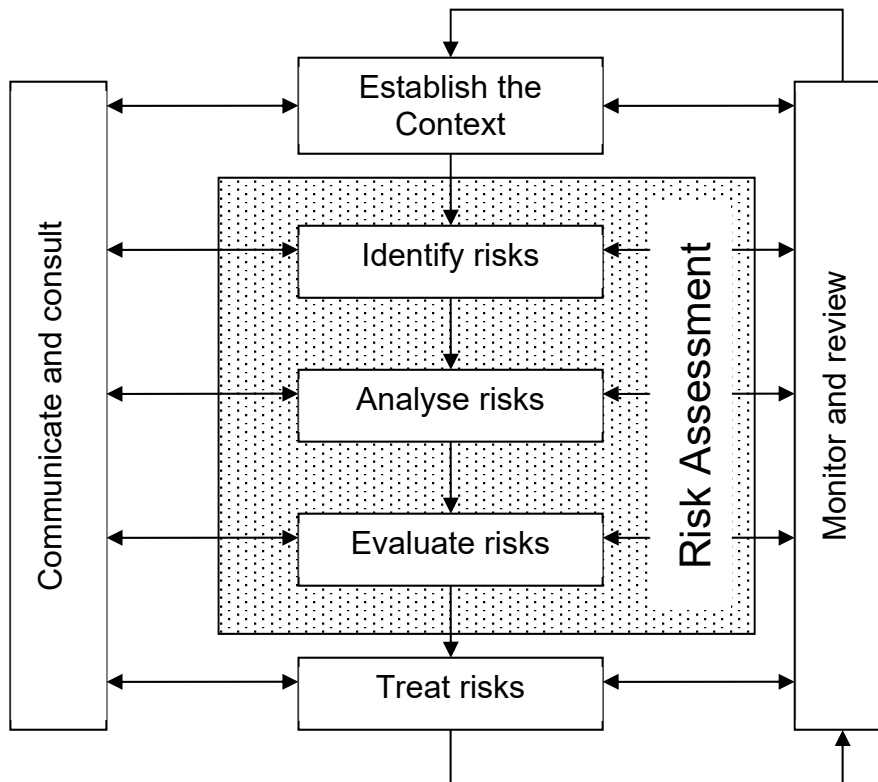 Establish the
Context
Communicate and consult
Identify risks
Analyse risks
Evaluate risks
Risk Assessment
Monitor and review
Treat risks